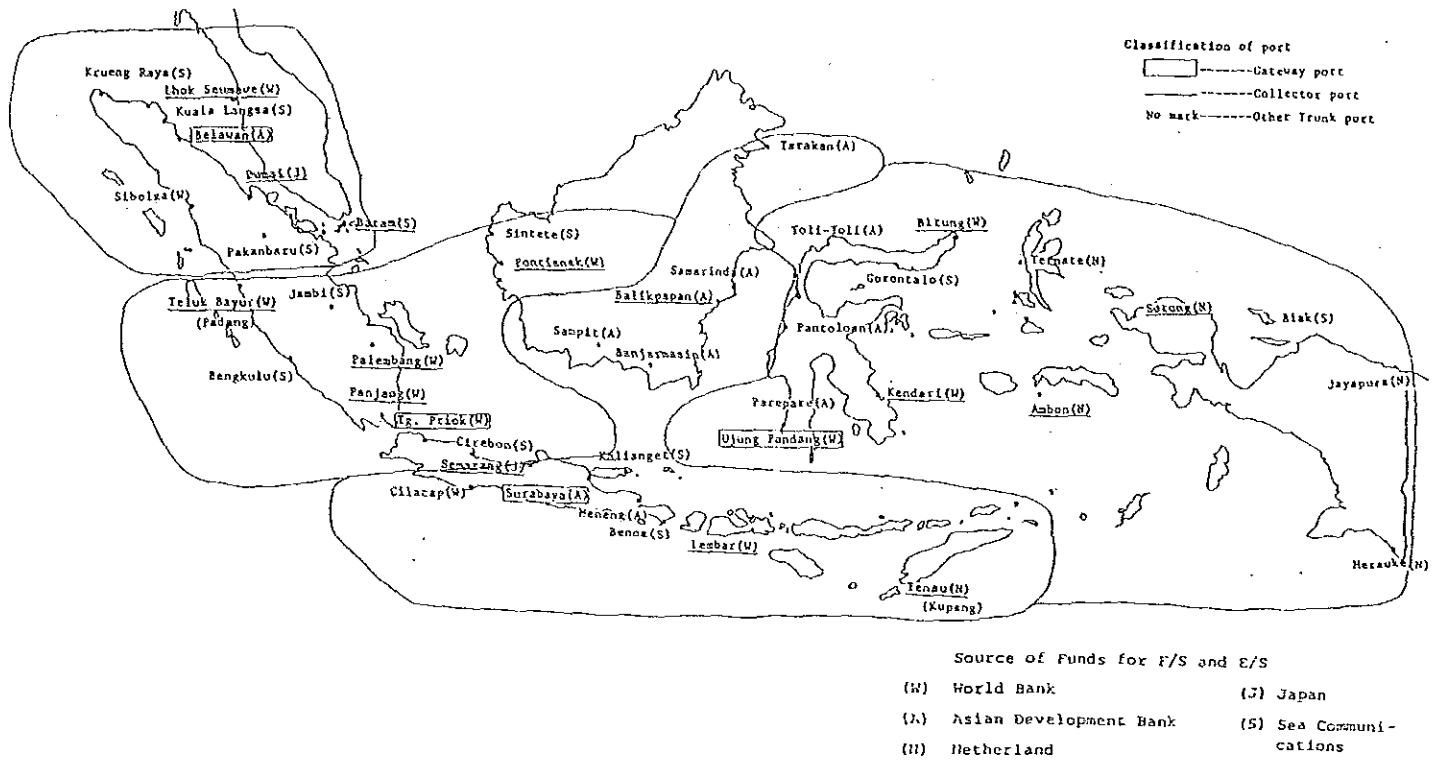 Classification of port
------Gateway port
------Collector port
No mark------Other Trunk port
Krueng Raya(S)
Lhok Seumawe(W)
Kuala Langsa(S)
Belawan(A)
Dumai(J)
Sibolga(W)
Batam(S)
Pakanbaru(S)
Tarakan(A)
Sintete(S)
Pontianak(W)
Toli-Toli(A)
Bitung(W)
Ternate(N)
Samarinda(A)
Gorontalo(S)
Jambi(S)
Teluk Bayur(W)
(Padang)
Balikpapan(A)
Sorong(N)
Biak(S)
Sampit(A)
Pantoloan(A)
Palembang(W)
Banjarmasin(A)
Bengkulu(S)
Jayapura(N)
Panjang(W)
Parepare(A)
Kendari(W)
Ambon(N)
Tg. Priok(W)
Ujung Pandang(W)
Cirebon(S)
Kalianget(S)
Semarang(J)
Cilacap(W)
Surabaya(A)
Meneng(A)
Benoa(S)
Lembar(W)
Merauke(N)
Tenau(N)
(Kupang)
Source of Funds for F/S and E/S
(W) World Bank
(J) Japan
(A) Asian Development Bank
(S) Sea Communi-
cations
(N) Netherland